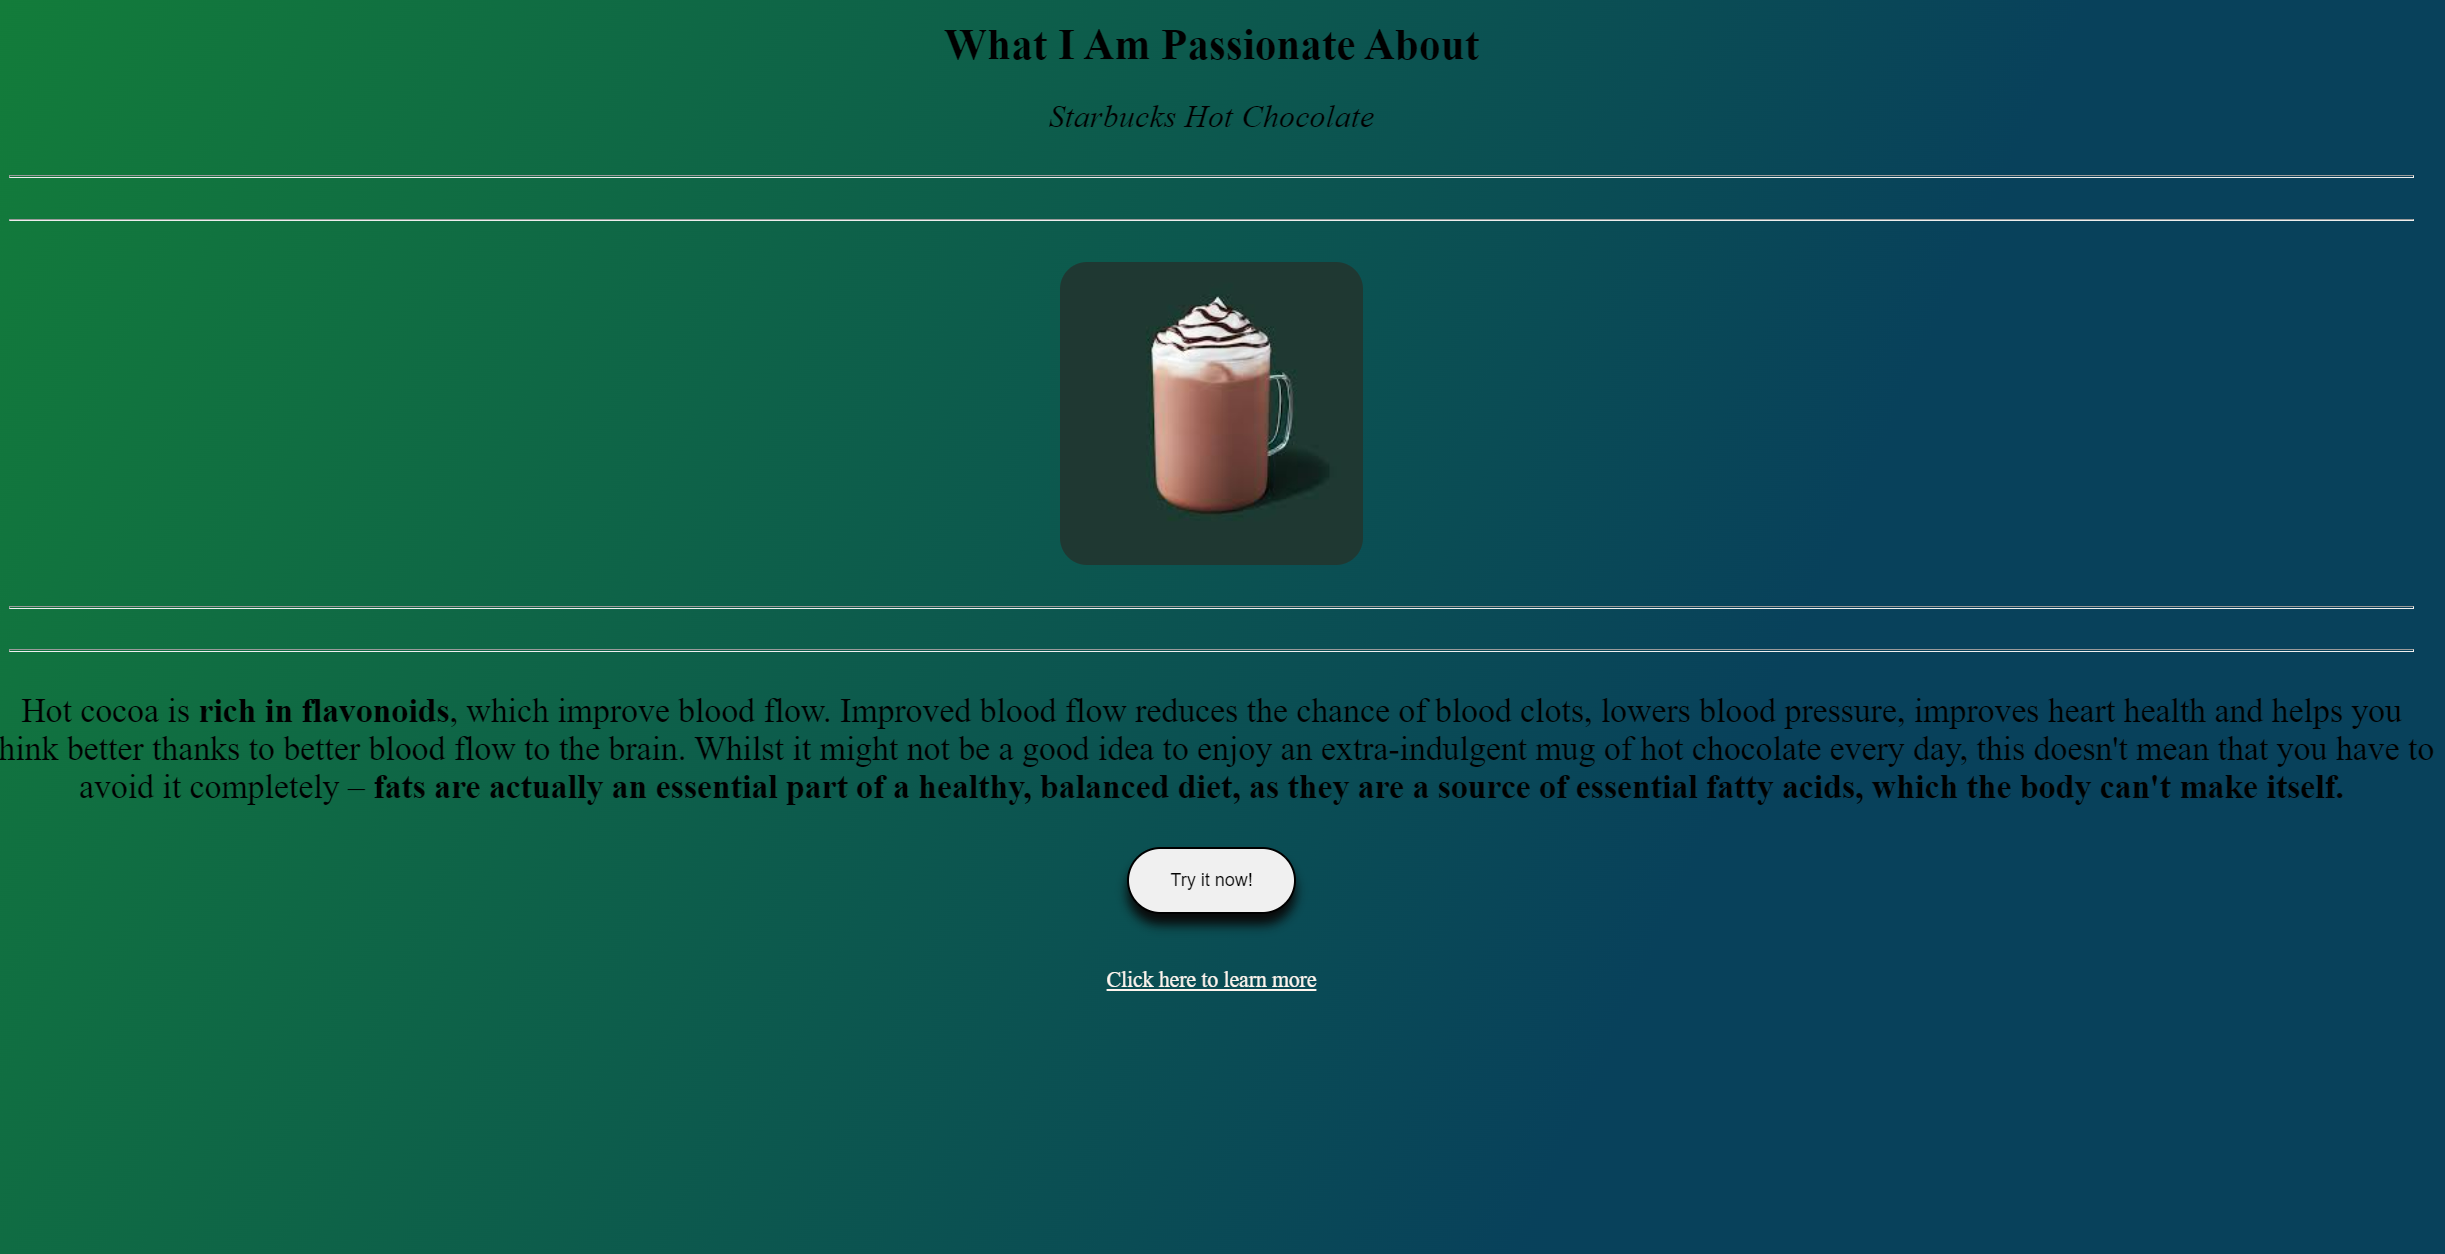 What I Am Passionate About
Starbucks Hot Chocolate
Hot cocoa is rich in flavonoids, which improve blood flow. Improved blood flow reduces the chance of blood clots, lowers blood pressure, improves heart health and helps you
hink better thanks to better blood flow to the brain. Whilst it might not be a good idea to enjoy an extra-indulgent mug of hot chocolate every day, this doesn't mean that you have to
avoid it completely – fats are actually an essential part of a healthy, balanced diet, as they are a source of essential fatty acids, which the body can't make itself.
Try it now!
Click here to learn more